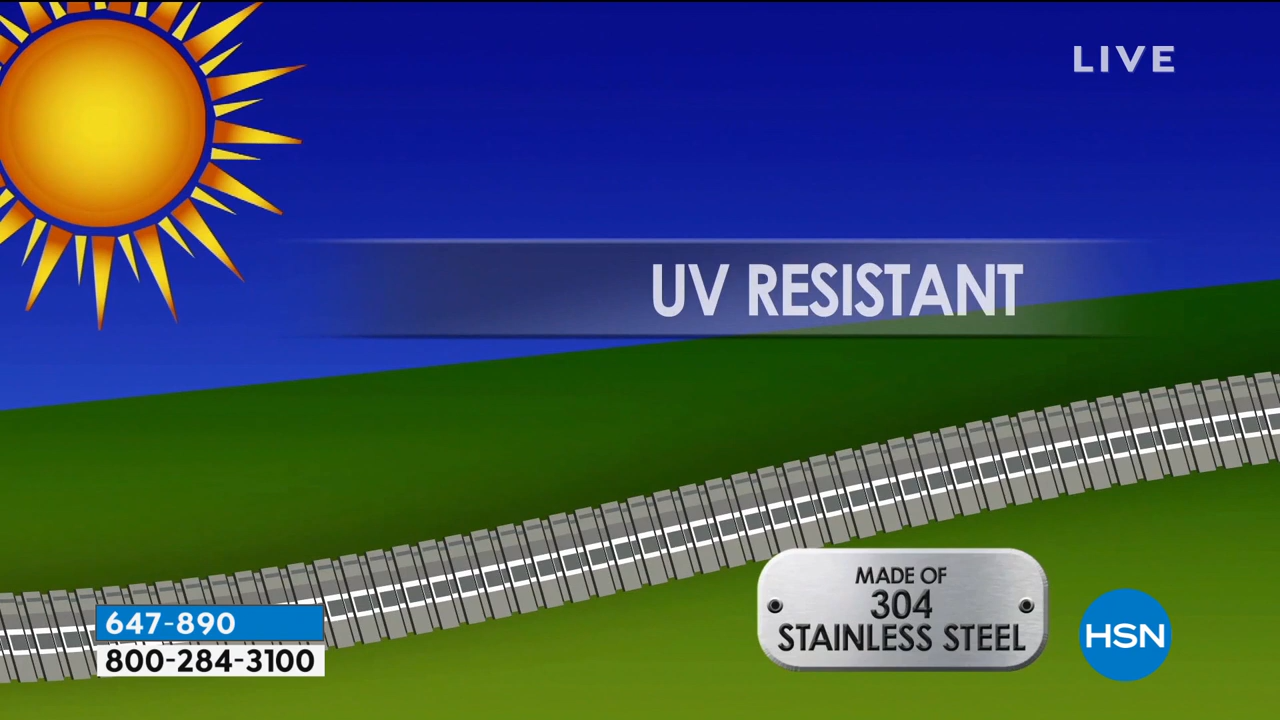 LIVE
UV RESISTANT
MADE OF
304
STAINLESS STEEL
647-890
800-284-3100
HSN